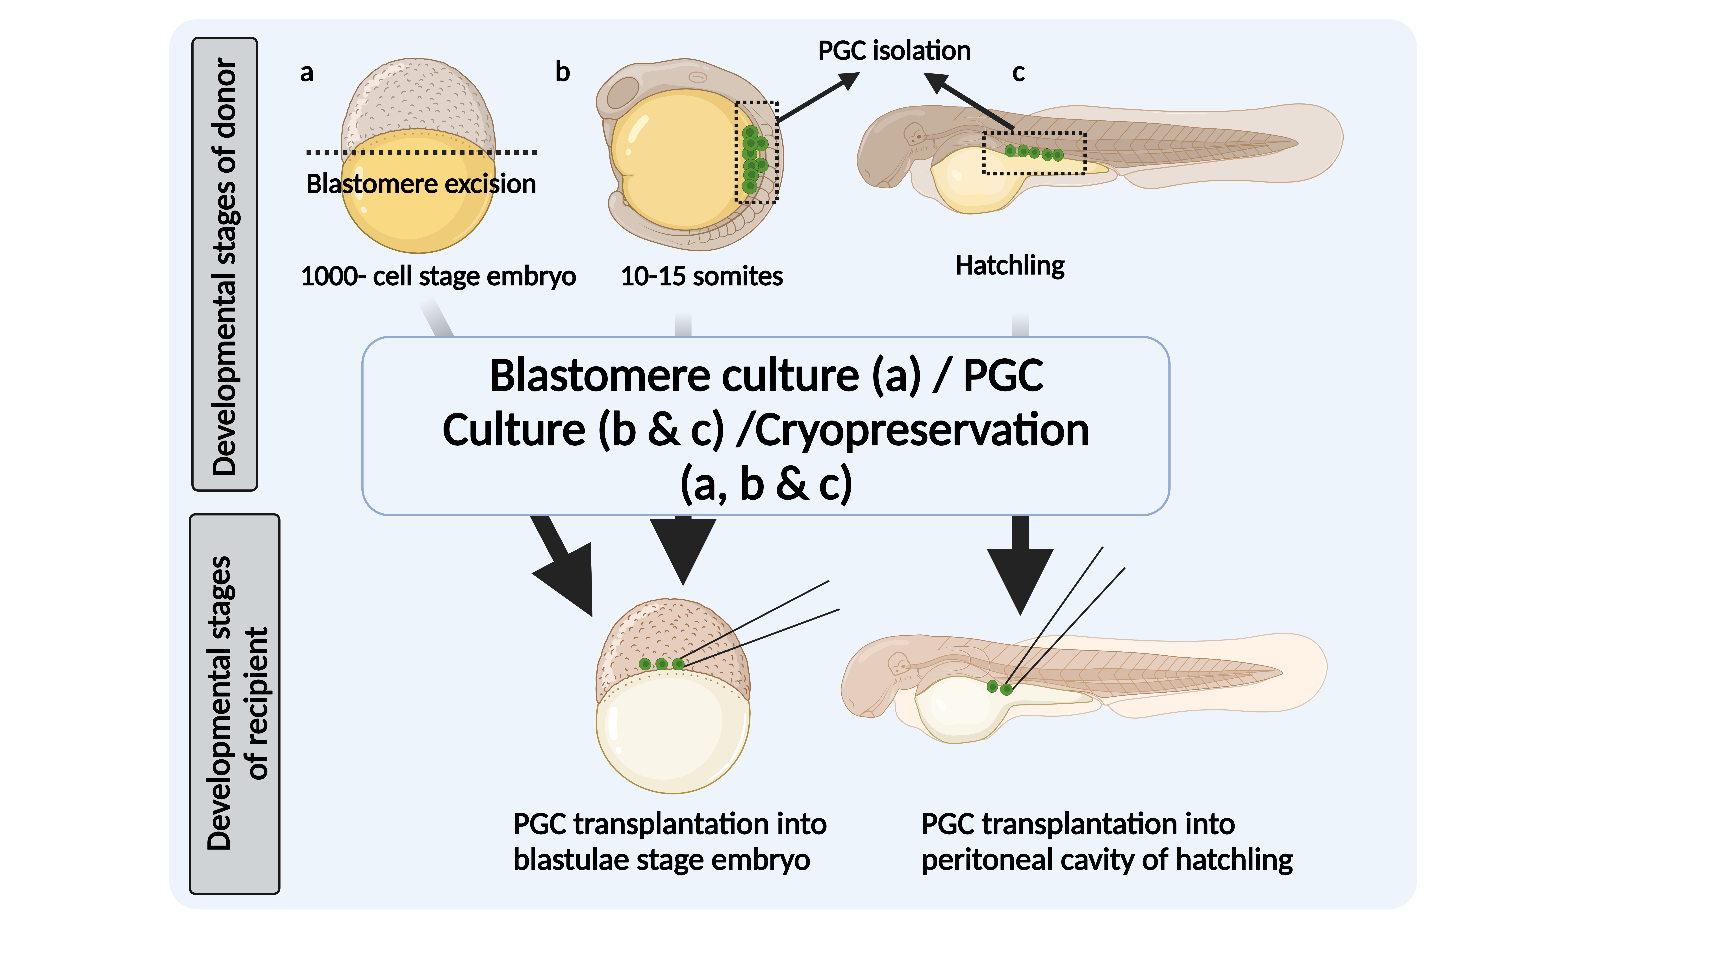 Developmental stages of donor
a
b
PGC isolation
c
Blastomere excision
1000- cell stage embryo
10-15 somites
Hatchling
Blastomere culture (a) / PGC
Culture (b & c) /Cryopreservation
(a, b & c)
Developmental stages
of recipient
PGC transplantation into
blastulae stage embryo
PGC transplantation into
peritoneal cavity of hatchling